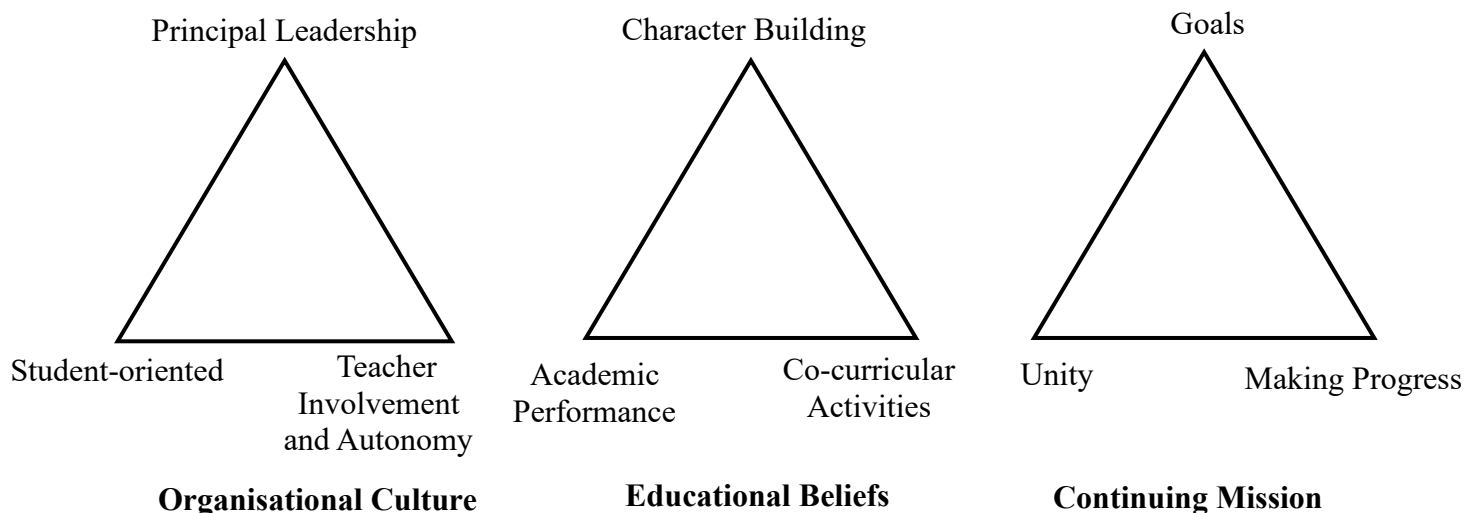 Principal Leadership
Student-oriented
Teacher
Involvement
and Autonomy
Organisational Culture
Character Building
Academic
Performance
Co-curricular
Activities
Educational Beliefs
Goals
Unity
Making Progress
Continuing Mission